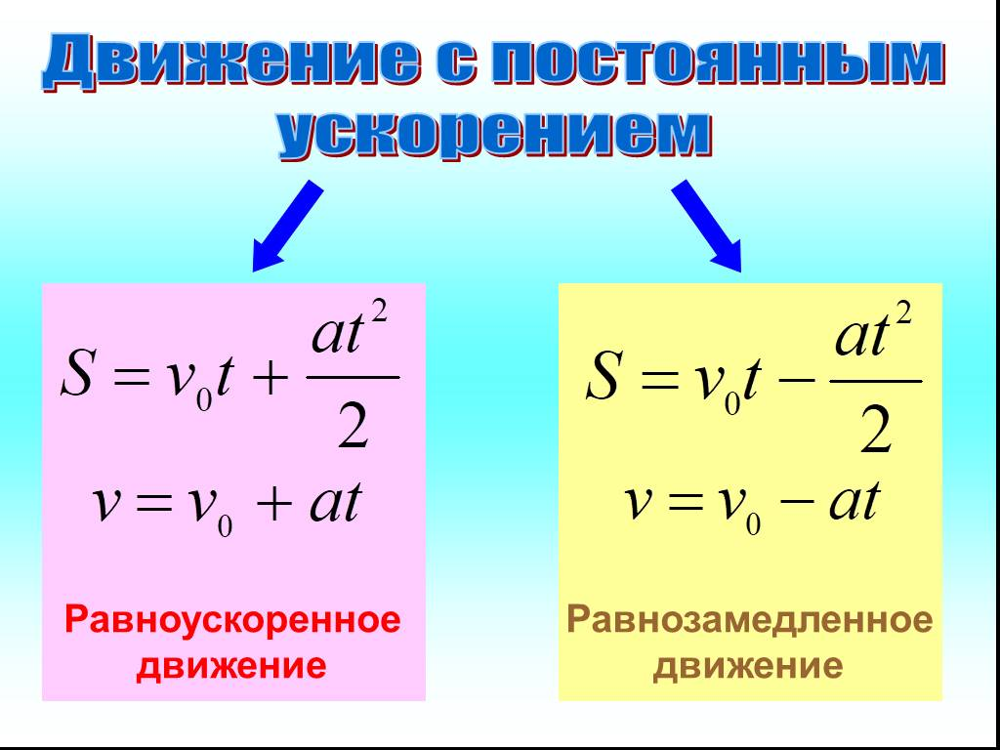 Движение с постоянным
ускорением
S = v₀t + at²/2
v = v₀ + at
Равноускоренное
движение
S = v₀t − at²/2
v = v₀ − at
Равнозамедленное
движение